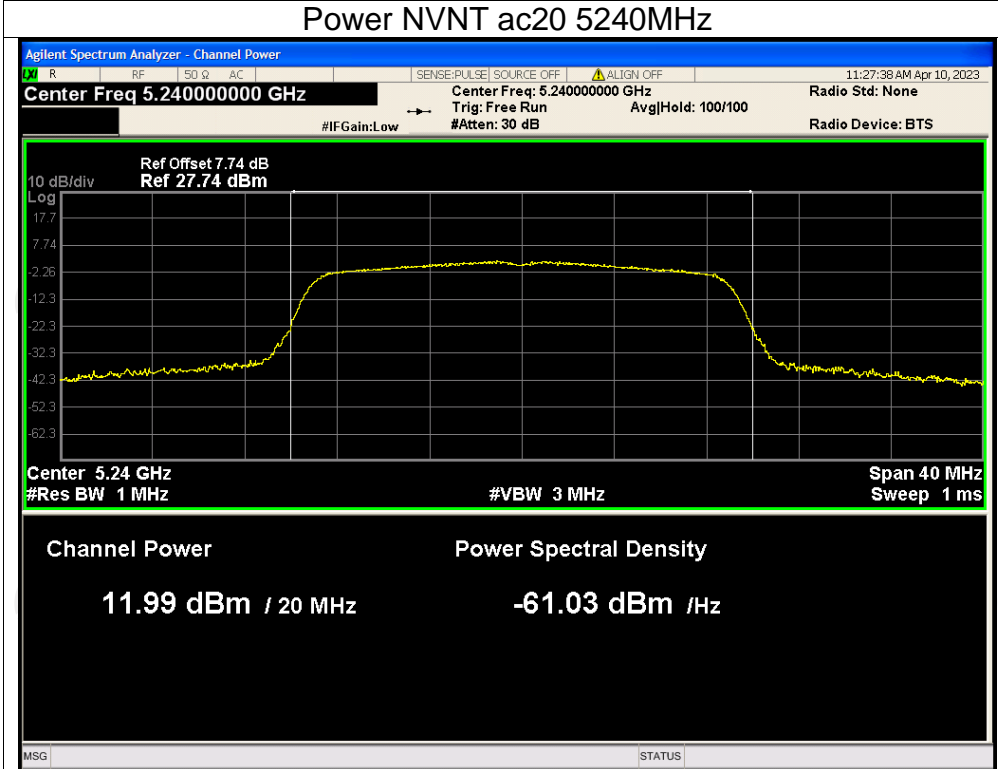 Power NVNT ac20 5240MHz
Agilent Spectrum Analyzer - Channel Power
LXI R RF 50 Ω AC SENSE:PULSE SOURCE OFF ALIGN OFF 11:27:38 AM Apr 10, 2023
Center Freq 5.240000000 GHz Center Freq: 5.240000000 GHz Radio Std: None
Trig: Free Run Avg|Hold: 100/100
#IFGain:Low #Atten: 30 dB Radio Device: BTS
Ref Offset 7.74 dB
10 dB/div Ref 27.74 dBm
Log
17.7
7.74
-2.26
-12.3
-22.3
-32.3
-42.3
-52.3
-62.3
Center 5.24 GHz Span 40 MHz
#Res BW 1 MHz #VBW 3 MHz Sweep 1 ms
Channel Power Power Spectral Density
11.99 dBm / 20 MHz -61.03 dBm /Hz
MSG STATUS